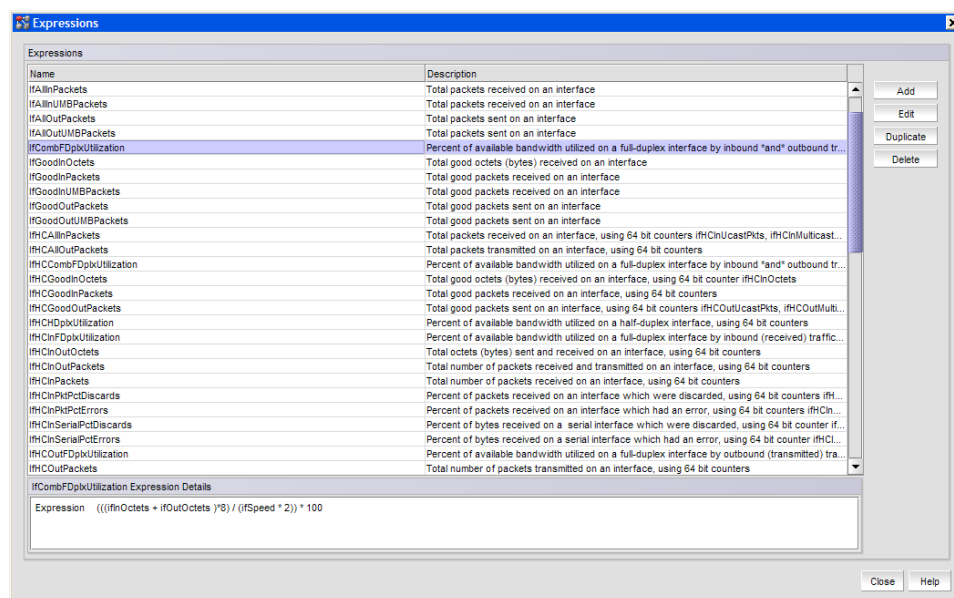 Expressions
Expressions
Name Description
IfAllInPackets Total packets received on an interface
IfAllInUMBPackets Total packets received on an interface
IfAllOutPackets Total packets sent on an interface
IfAllOutUMBPackets Total packets sent on an interface
IfCombFDplxUtilization Percent of available bandwidth utilized on a full-duplex interface by inbound *and* outbound tr...
IfGoodInOctets Total good octets (bytes) received on an interface
IfGoodInPackets Total good packets received on an interface
IfGoodInUMBPackets Total good packets received on an interface
IfGoodOutPackets Total good packets sent on an interface
IfGoodOutUMBPackets Total good packets sent on an interface
IfHCAllInPackets Total packets received on an interface, using 64 bit counters ifHCInUcastPkts, ifHCInMulticast...
IfHCAllOutPackets Total packets transmitted on an interface, using 64 bit counters
IfHCCombFDplxUtilization Percent of available bandwidth utilized on a full-duplex interface by inbound *and* outbound tr...
IfHCGoodInOctets Total good octets (bytes) received on an interface, using 64 bit counter ifHCInOctets
IfHCGoodInPackets Total good packets received on an interface, using 64 bit counters
IfHCGoodOutPackets Total good packets sent on an interface, using 64 bit counters ifHCOutUcastPkts, ifHCOutMulti...
IfHCHDplxUtilization Percent of available bandwidth utilized on a half-duplex interface, using 64 bit counters
IfHCInFDplxUtilization Percent of available bandwidth utilized on a full-duplex interface by inbound (received) traffic...
IfHCInOutOctets Total octets (bytes) sent and received on an interface, using 64 bit counters
IfHCInOutPackets Total number of packets received and transmitted on an interface, using 64 bit counters
IfHCInPackets Total number of packets received on an interface, using 64 bit counters
IfHCInPktPctDiscards Percent of packets received on an interface which were discarded, using 64 bit counters ifH...
IfHCInPktPctErrors Percent of packets received on an interface which had an error, using 64 bit counters ifHCIn...
IfHCInSerialPctDiscards Percent of bytes received on a serial interface which were discarded, using 64 bit counter if...
IfHCInSerialPctErrors Percent of bytes received on a serial interface which had an error, using 64 bit counter ifHCI...
IfHCOutFDplxUtilization Percent of available bandwidth utilized on a full-duplex interface by outbound (transmitted) tra...
IfHCOutPackets Total number of packets transmitted on an interface, using 64 bit counters
Add
Edit
Duplicate
Delete
IfCombFDplxUtilization Expression Details
Expression (((ifInOctets + ifOutOctets )*8) / (ifSpeed * 2)) * 100
Close Help